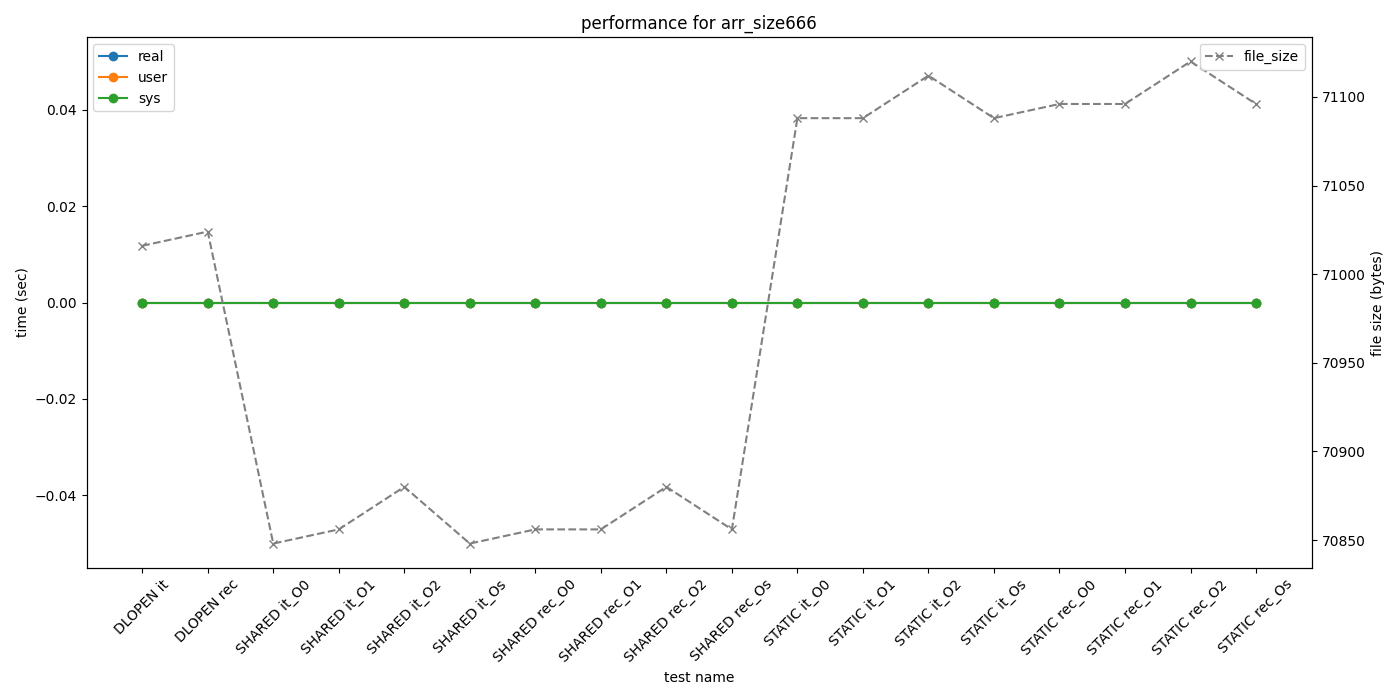 performance for arr_size666
real
user
sys
file_size
0.04
0.02
0.00
−0.02
−0.04
time (sec)
71100
71050
71000
70950
70900
70850
file size (bytes)
DLOPEN it
DLOPEN rec
SHARED it_O0
SHARED it_O1
SHARED it_O2
SHARED it_Os
SHARED rec_O0
SHARED rec_O1
SHARED rec_O2
SHARED rec_Os
STATIC it_O0
STATIC it_O1
STATIC it_O2
STATIC it_Os
STATIC rec_O0
STATIC rec_O1
STATIC rec_O2
STATIC rec_Os
test name